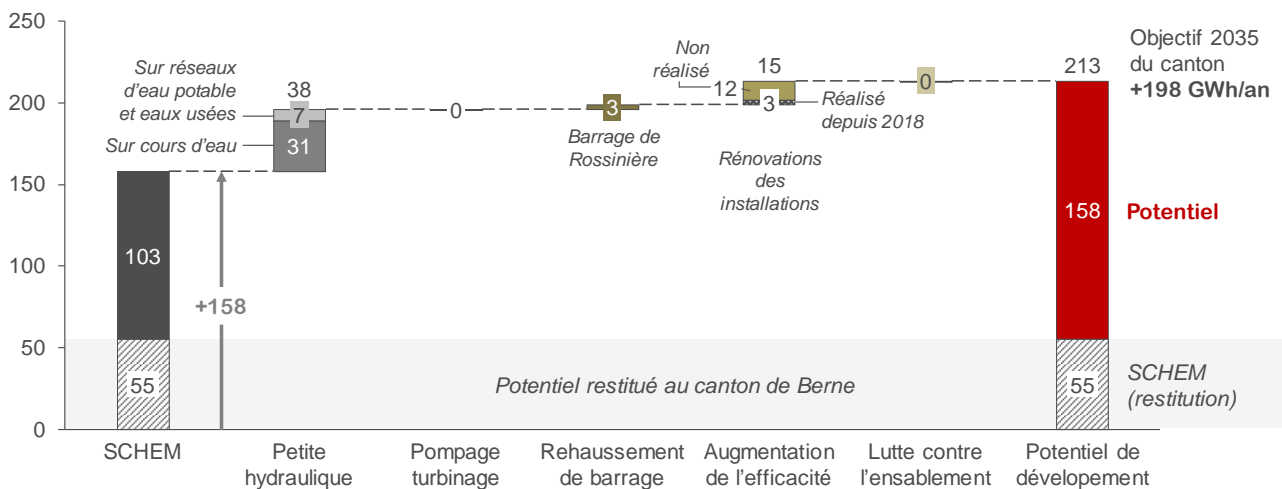 250
200
150
100
50
0
Sur réseaux
d'eau potable
et eaux usées
Sur cours d'eau
38
7
31
103
55
+158
0
3
Barrage de
Rossinière
Non
réalisé
12
15
3
Réalisé
depuis 2018
Rénovations
des
installations
0
213
158
55
Objectif 2035
du canton
+198 GWh/an
Potentiel
SCHEM
(restitution)
Potentiel restitué au canton de Berne
SCHEM
Petite
hydraulique
Pompage
turbinage
Rehaussement
de barrage
Augmentation
de l'efficacité
Lutte contre
l'ensablement
Potentiel de
dévelopement